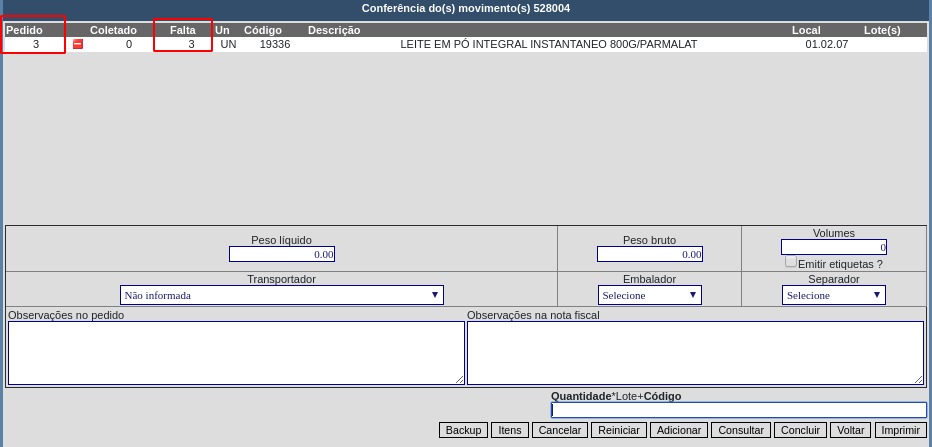 Conferência do(s) movimento(s) 528004
Pedido Coletado Falta Un Código Descrição Local Lote(s)
3 0 3 UN 19336 LEITE EM PÓ INTEGRAL INSTANTANEO 800G/PARMALAT 01.02.07
Peso líquido Peso bruto Volumes
0.00 0.00 0
Emitir etiquetas ?
Transportador Embalador Separador
Não informada Selecione Selecione
Observações no pedido Observações na nota fiscal
Quantidade*Lote+Código
Backup Itens Cancelar Reiniciar Adicionar Consultar Concluir Voltar Imprimir